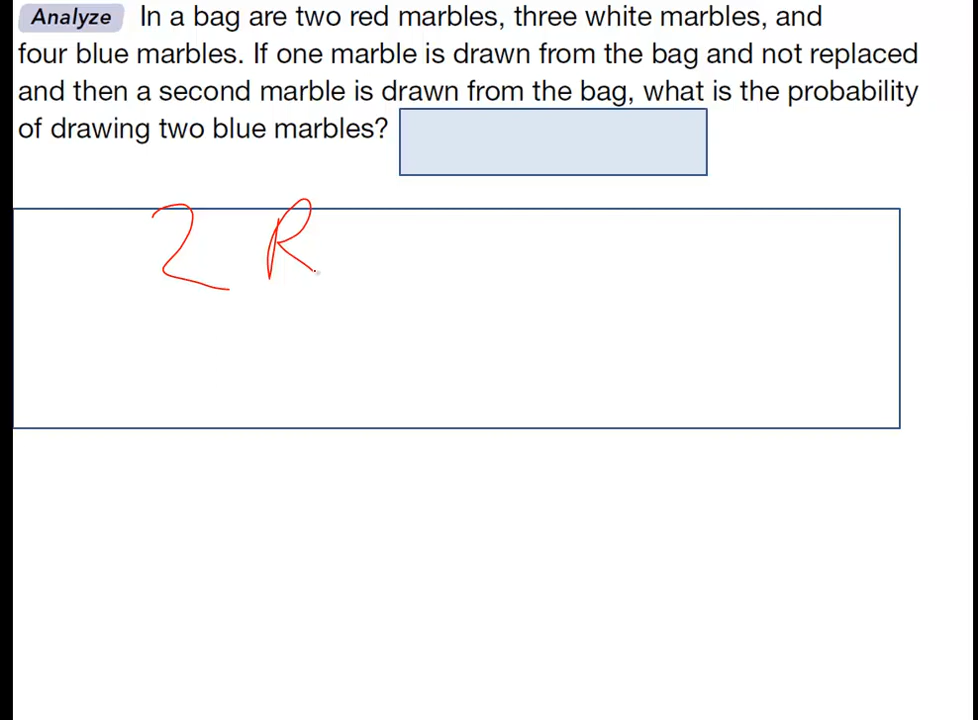 Analyze In a bag are two red marbles, three white marbles, and
four blue marbles. If one marble is drawn from the bag and not replaced
and then a second marble is drawn from the bag, what is the probability
of drawing two blue marbles?
2 R